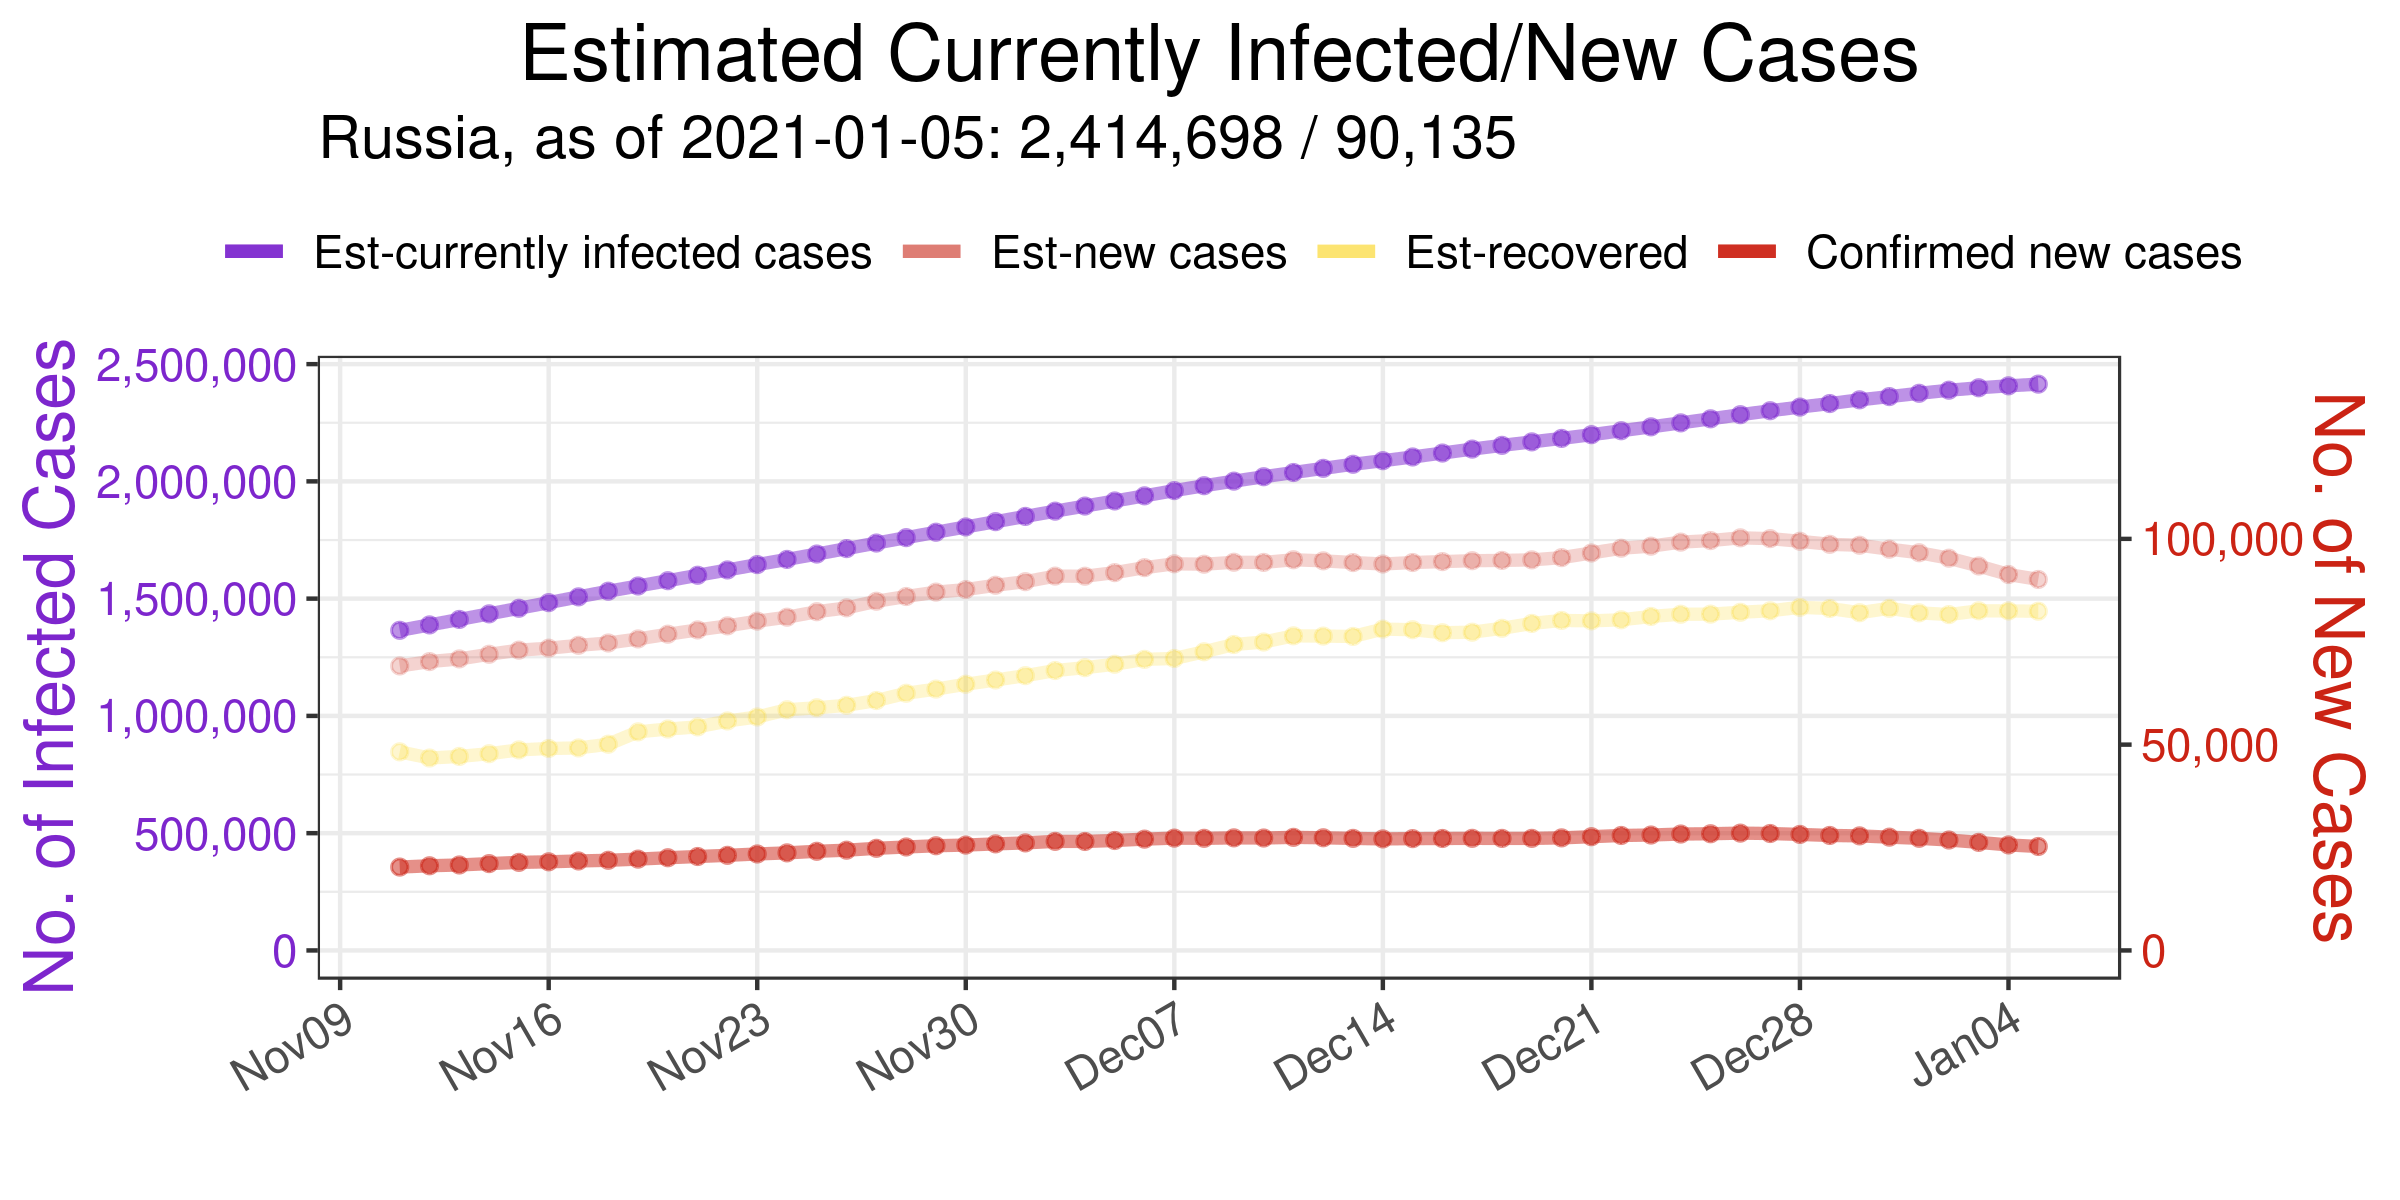 Estimated Currently Infected/New Cases
Russia, as of 2021-01-05: 2,414,698 / 90,135
Est-currently infected cases Est-new cases Est-recovered Confirmed new cases
No. of Infected Cases
2,500,000
2,000,000
1,500,000
1,000,000
500,000
0
100,000
50,000
0
No. of New Cases
Nov09 Nov16 Nov23 Nov30 Dec07 Dec14 Dec21 Dec28 Jan04